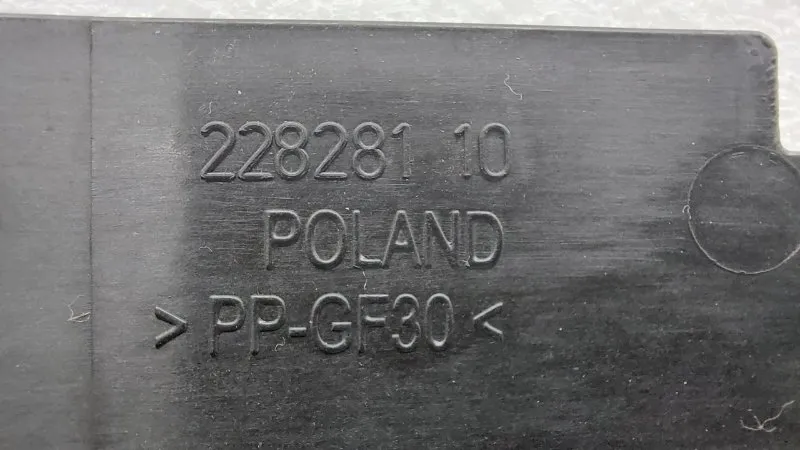 228281 10
POLAND
> PP-GF30 <